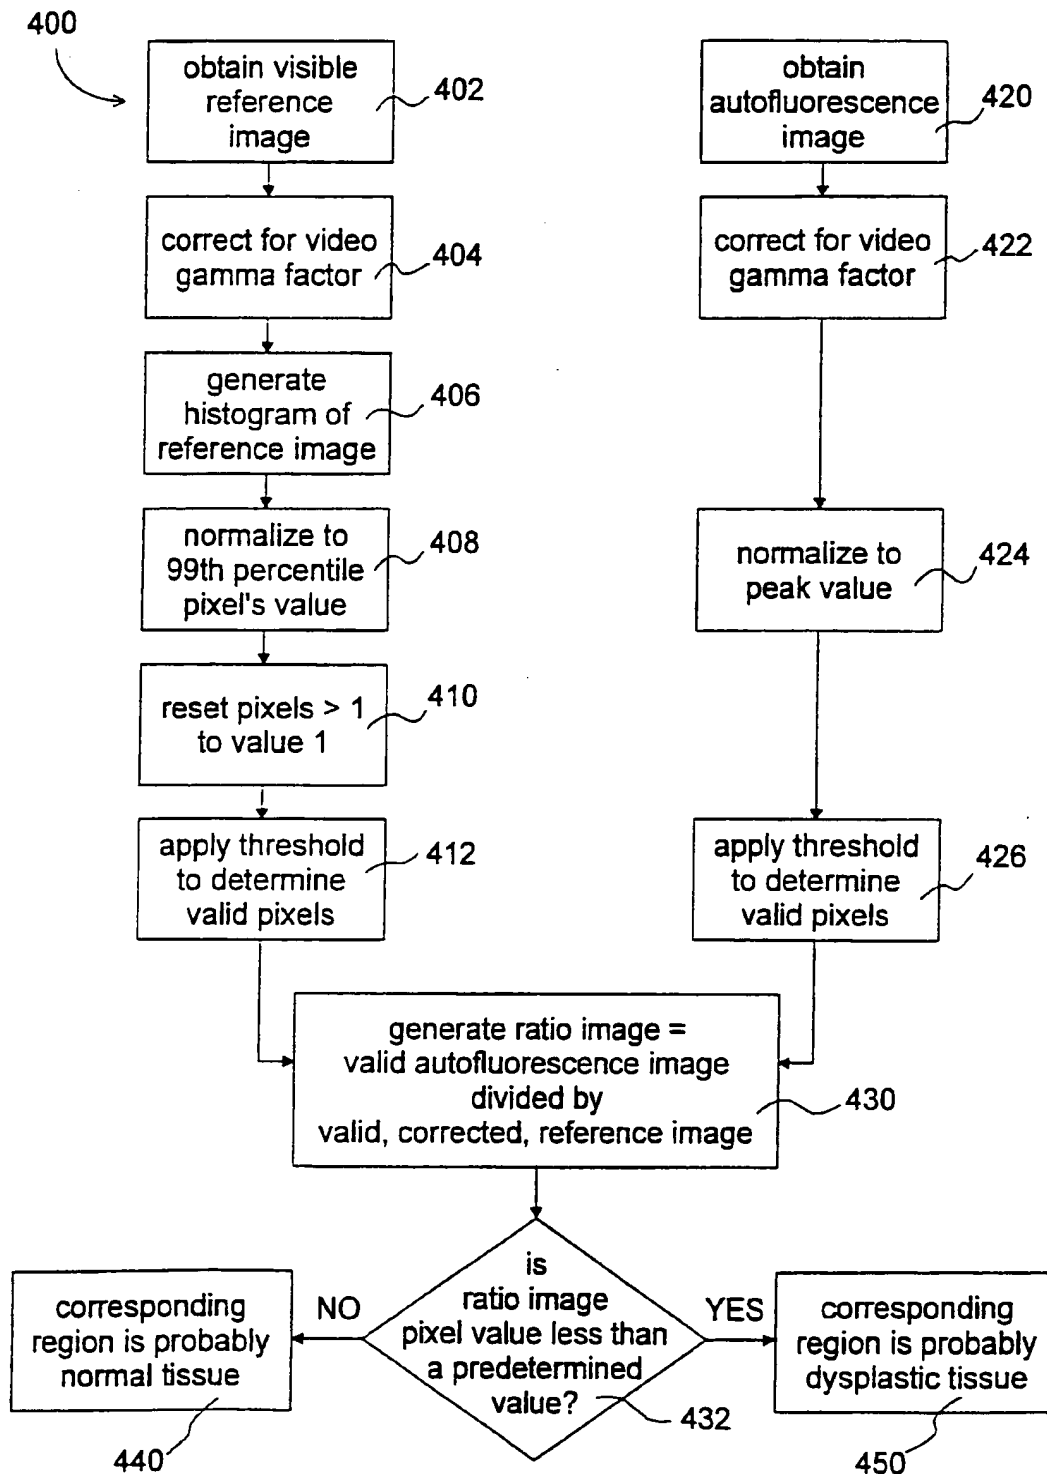 400
obtain visible
reference
image
402
correct for video
gamma factor
404
generate
histogram of
reference image
406
normalize to
99th percentile
pixel's value
408
reset pixels > 1
to value 1
410
apply threshold
to determine
valid pixels
412
obtain
autofluorescence
image
420
correct for video
gamma factor
422
normalize to
peak value
424
apply threshold
to determine
valid pixels
426
generate ratio image =
valid autofluorescence image
divided by
valid, corrected, reference image
430
is
ratio image
pixel value less than
a predetermined
value?
432
NO
corresponding
region is probably
normal tissue
440
YES
corresponding
region is probably
dysplastic tissue
450